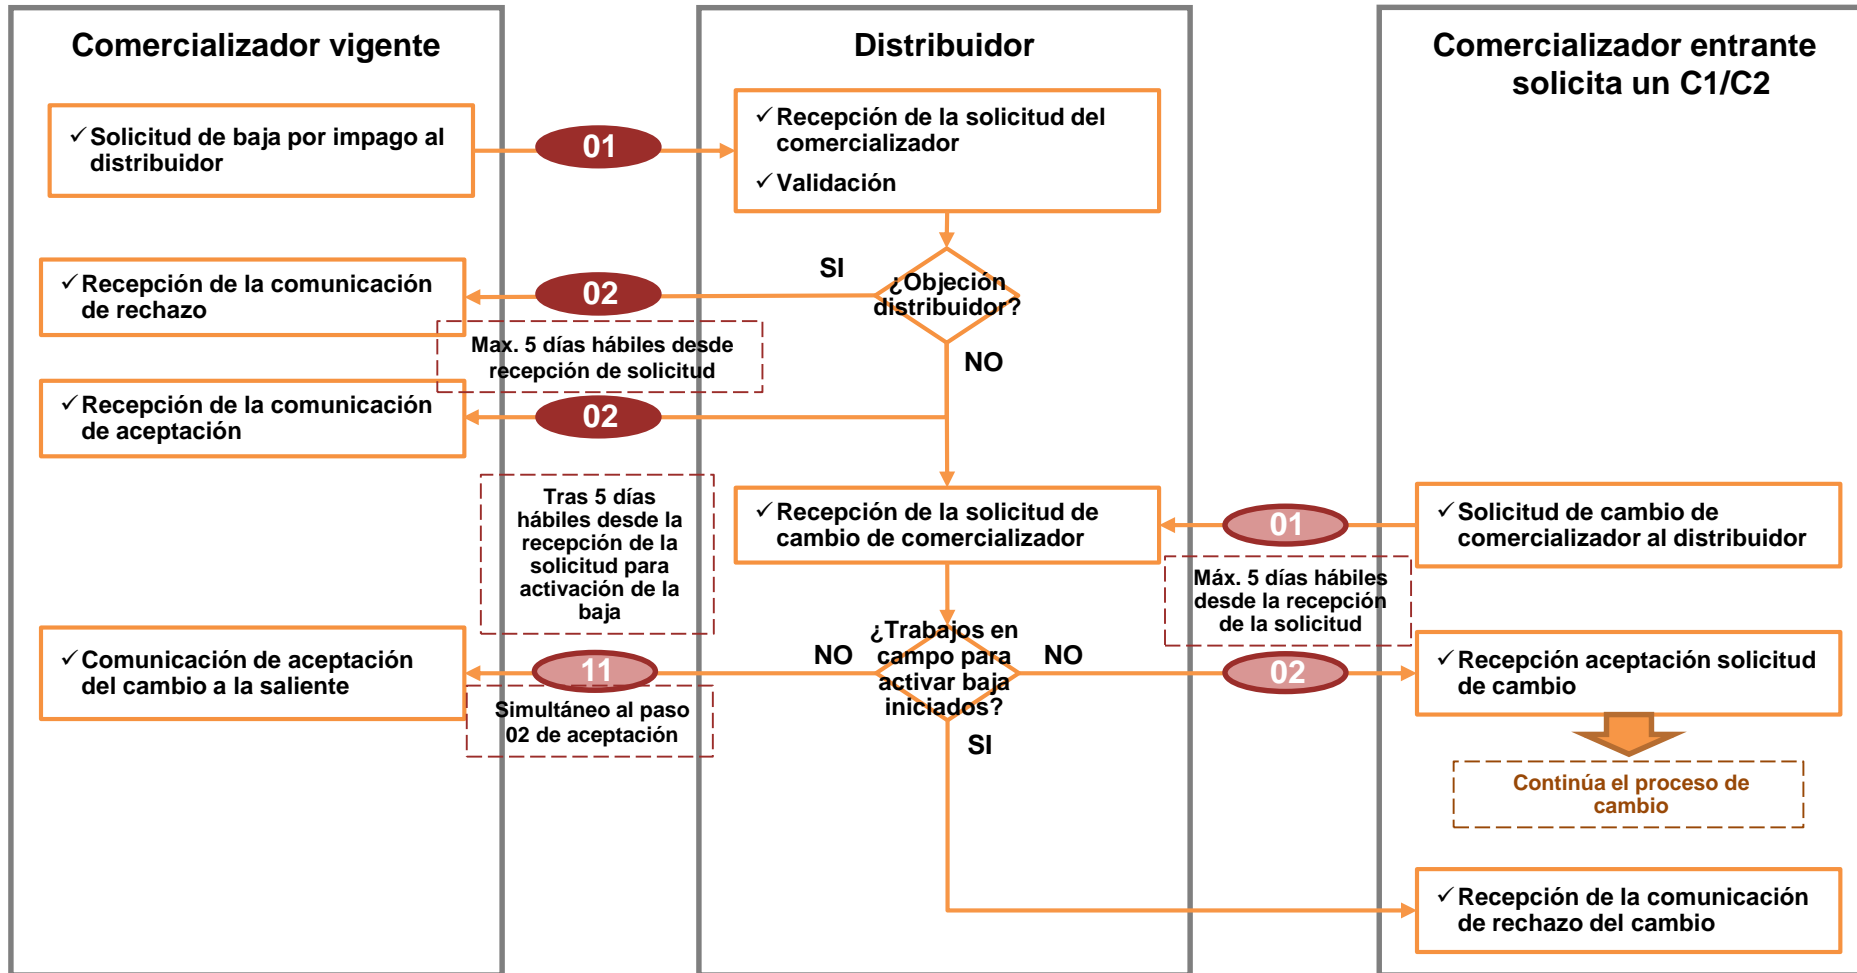 Comercializador vigente
Distribuidor
Comercializador entrante
solicita un C1/C2
✓ Solicitud de baja por impago al
distribuidor
01
✓ Recepción de la solicitud del
comercializador
✓ Validación
SI
¿Objeción
distribuidor?
✓ Recepción de la comunicación
de rechazo
02
Max. 5 días hábiles desde
recepción de solicitud
NO
✓ Recepción de la comunicación
de aceptación
02
Tras 5 días
hábiles desde la
recepción de la
solicitud para
activación de la
baja
✓ Recepción de la solicitud de
cambio de comercializador
01
✓ Solicitud de cambio de
comercializador al distribuidor
Máx. 5 días hábiles
desde la recepción
de la solicitud
✓ Comunicación de aceptación
del cambio a la saliente
11
NO
¿Trabajos en
campo para
activar baja
iniciados?
NO
02
✓ Recepción aceptación solicitud
de cambio
Simultáneo al paso
02 de aceptación
SI
Continúa el proceso de
cambio
✓ Recepción de la comunicación
de rechazo del cambio